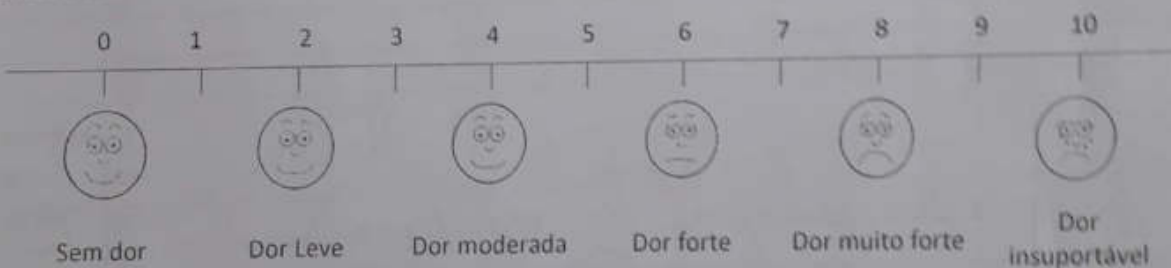 0 1 2 3 4 5 6 7 8 9 10
Sem dor Dor Leve Dor moderada Dor forte Dor muito forte Dor
insuportável